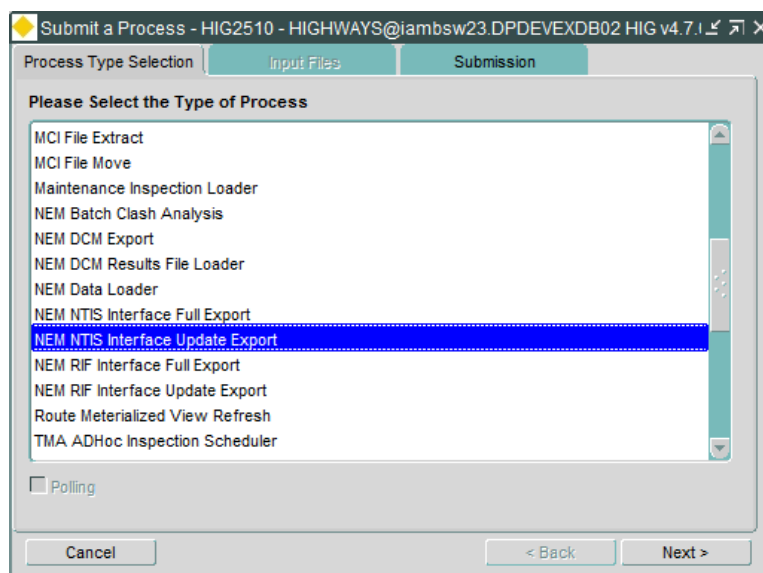 Submit a Process - HIG2510 - HIGHWAYS@iambsw23.DPDEVEXDB02 HIG v4.7.
Process Type Selection Input Files Submission
Please Select the Type of Process
MCI File Extract
MCI File Move
Maintenance Inspection Loader
NEM Batch Clash Analysis
NEM DCM Export
NEM DCM Results File Loader
NEM Data Loader
NEM NTIS Interface Full Export
NEM NTIS Interface Update Export
NEM RIF Interface Full Export
NEM RIF Interface Update Export
Route Meterialized View Refresh
TMA ADHoc Inspection Scheduler
Polling
Cancel < Back Next >